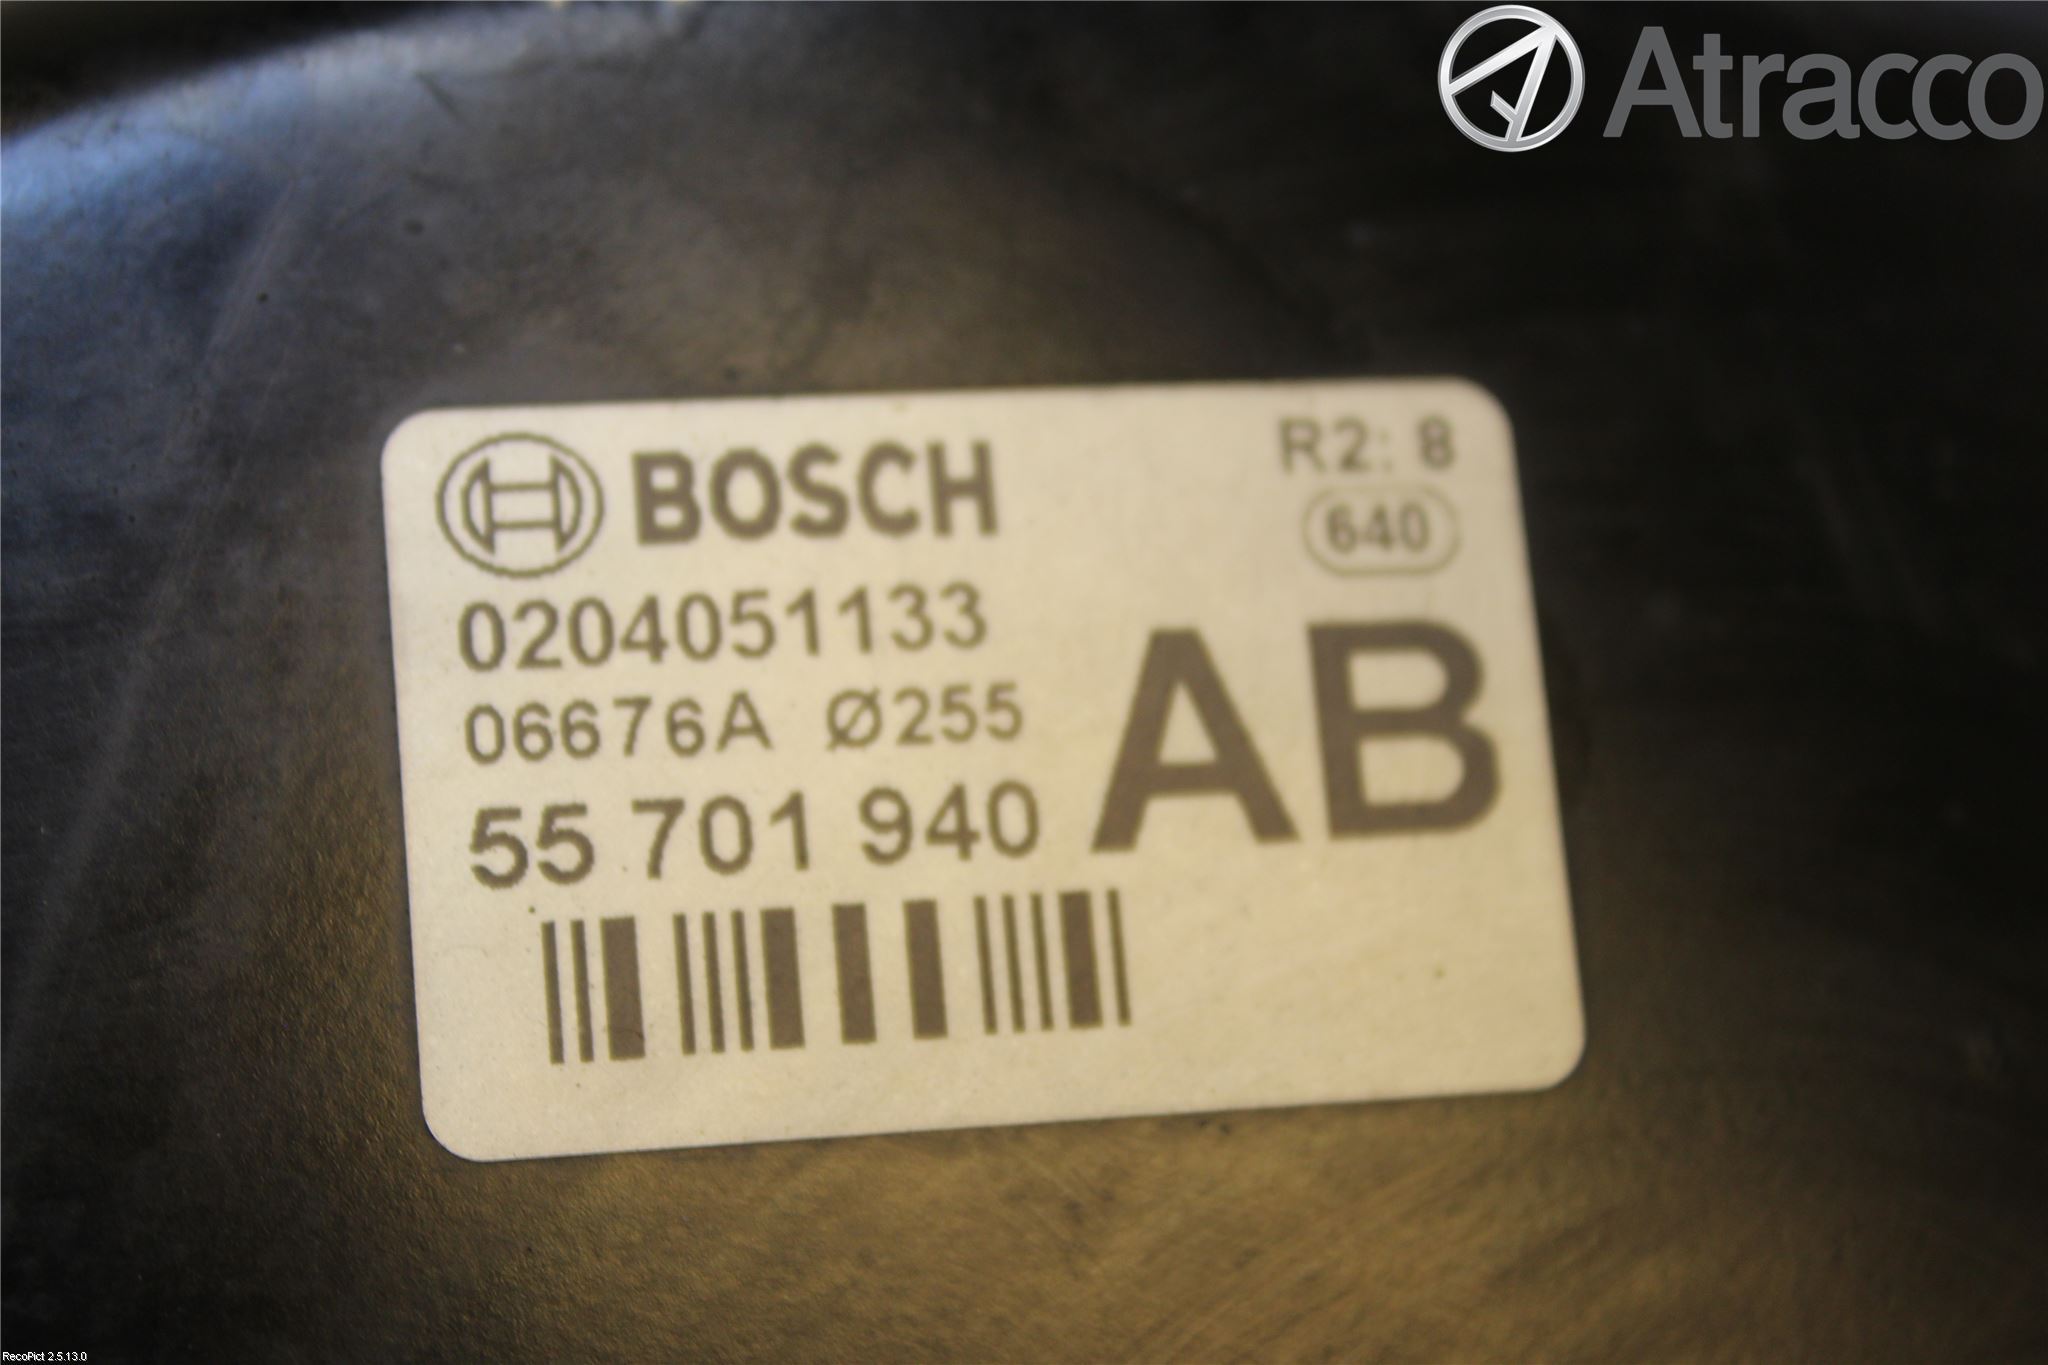 Atracco
BOSCH
R2: 8
640
0204051133
06676A Ø255
55 701 940
AB
RecoPict 2.5.13.0